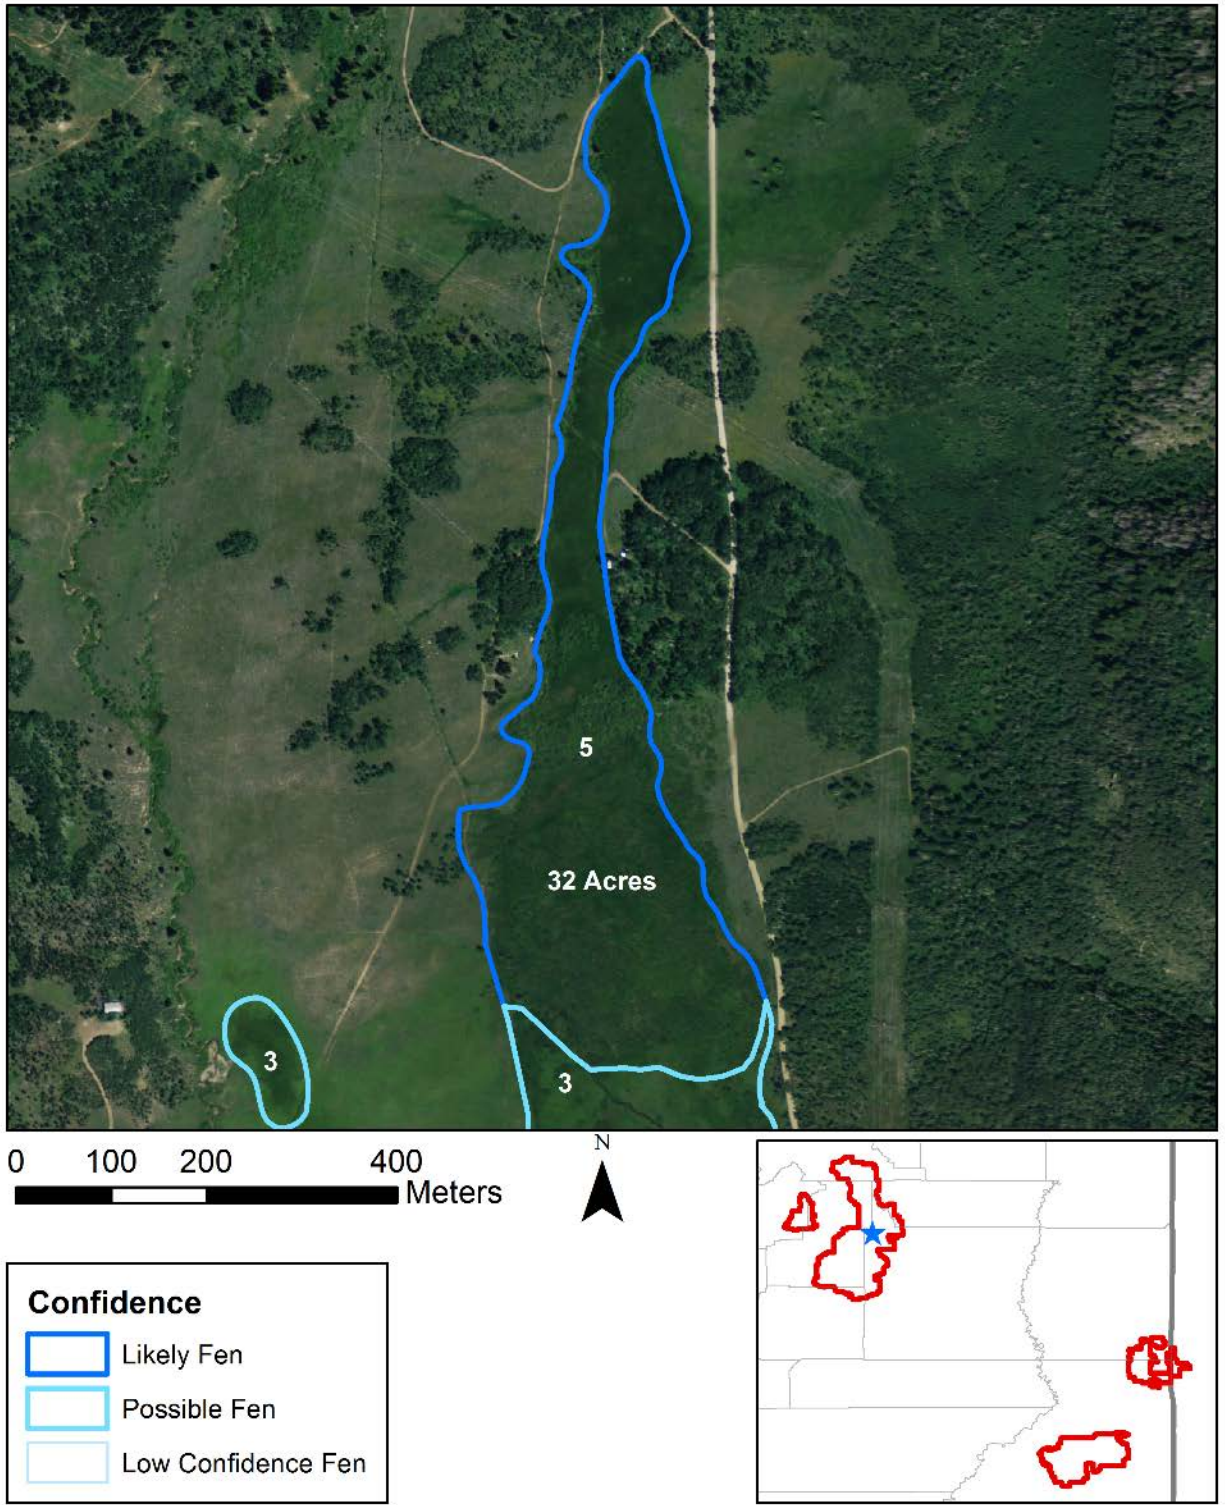 5
32 Acres
3
3
N
0 100 200 400
Meters
Confidence
Likely Fen
Possible Fen
Low Confidence Fen